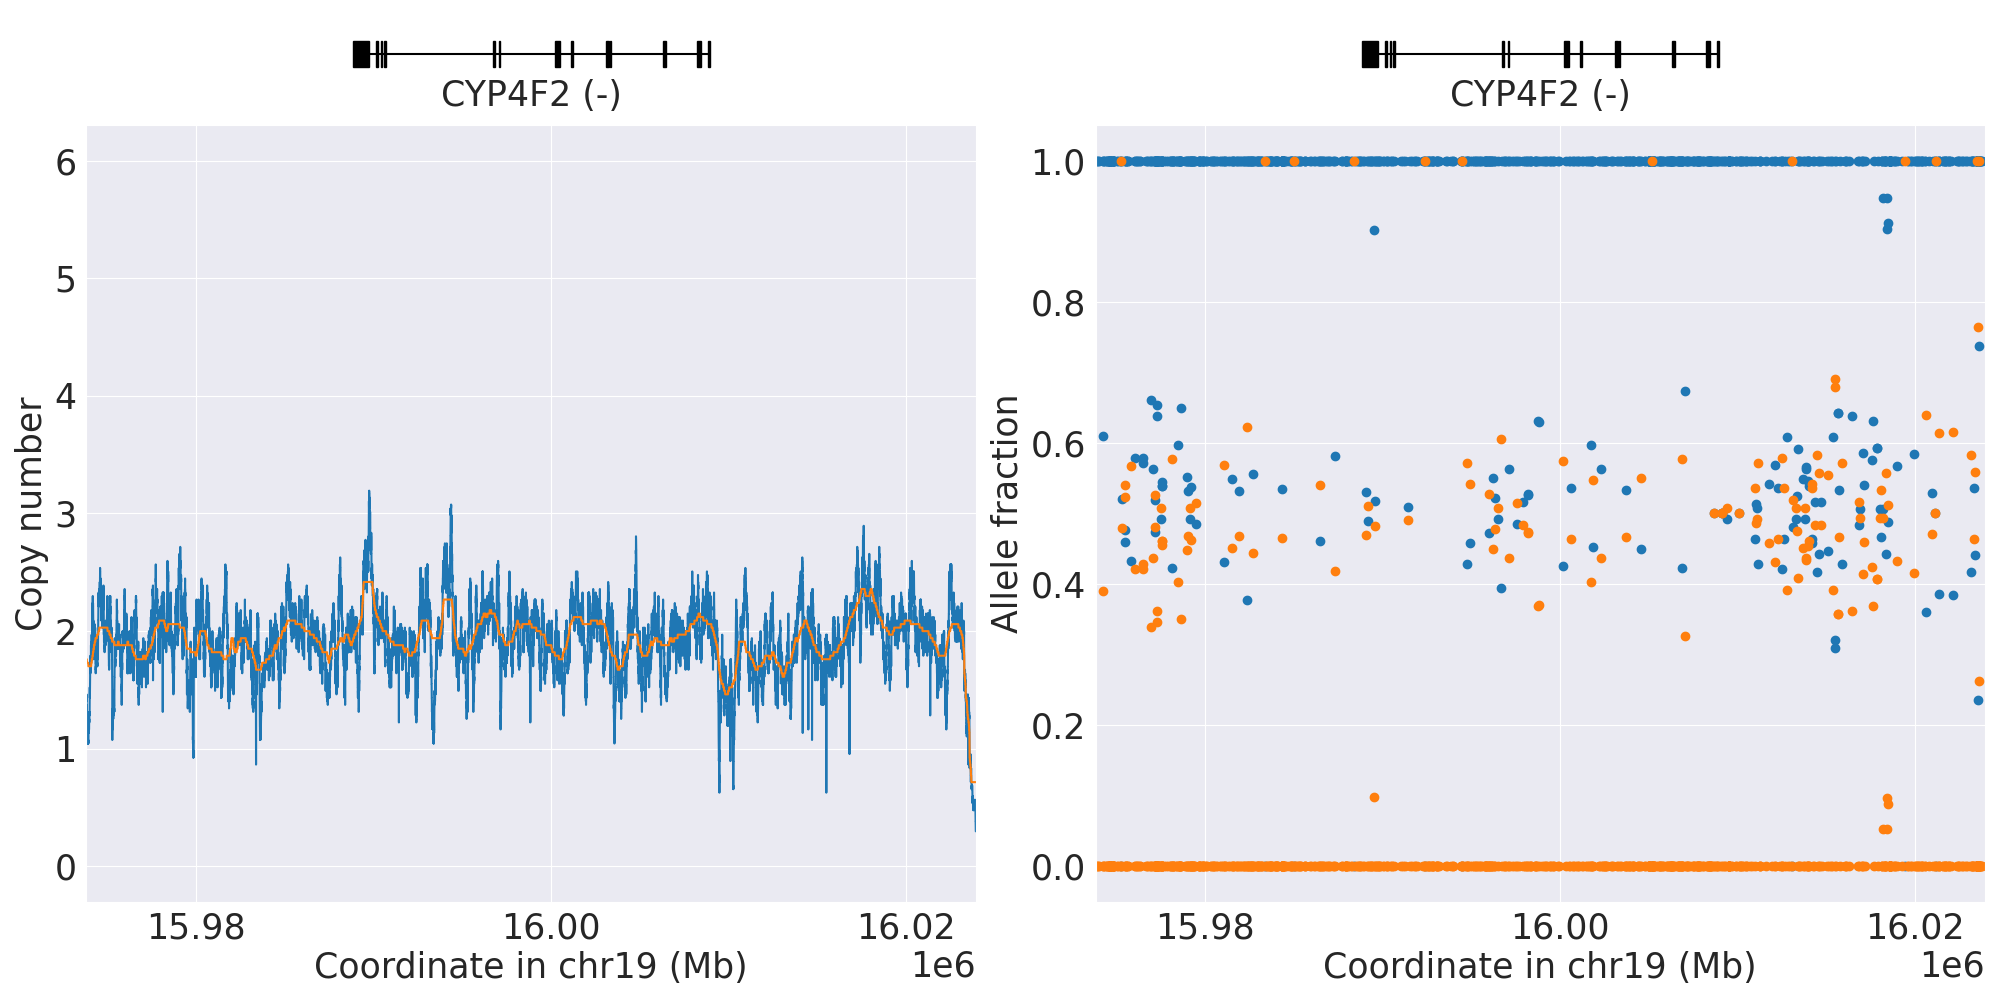 CYP4F2 (-)
6
5
4
3
2
1
0
Copy number
15.98
16.00
16.02
Coordinate in chr19 (Mb)
1e6
CYP4F2 (-)
1.0
0.8
0.6
0.4
0.2
0.0
Allele fraction
15.98
16.00
16.02
Coordinate in chr19 (Mb)
1e6